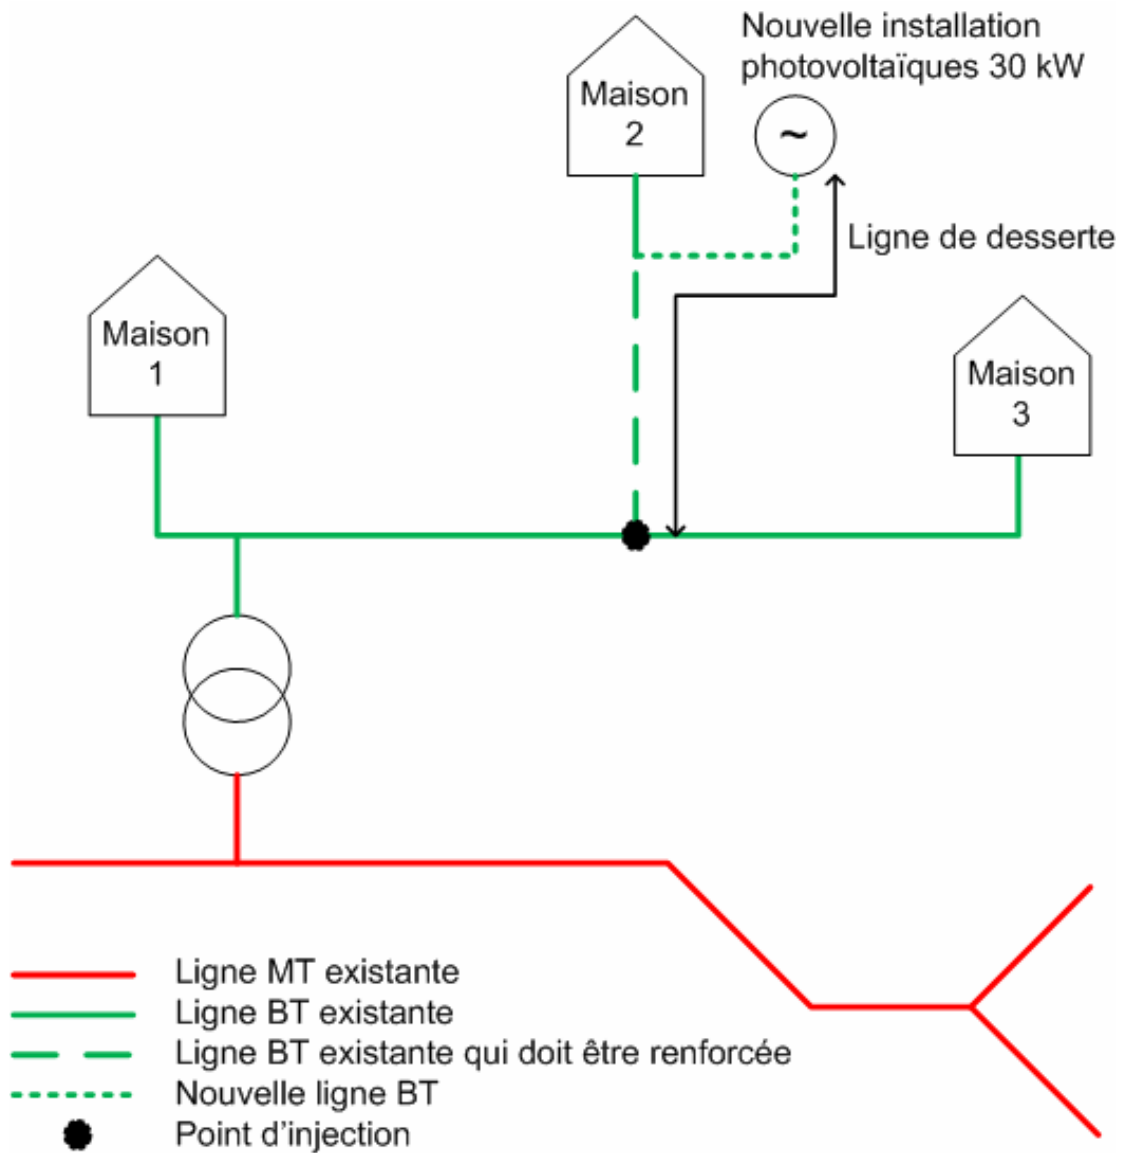 Nouvelle installation
photovoltaïques 30 kW
Maison
2
~
Ligne de desserte
Maison
1
Maison
3
Ligne MT existante
Ligne BT existante
Ligne BT existante qui doit être renforcée
Nouvelle ligne BT
Point d'injection